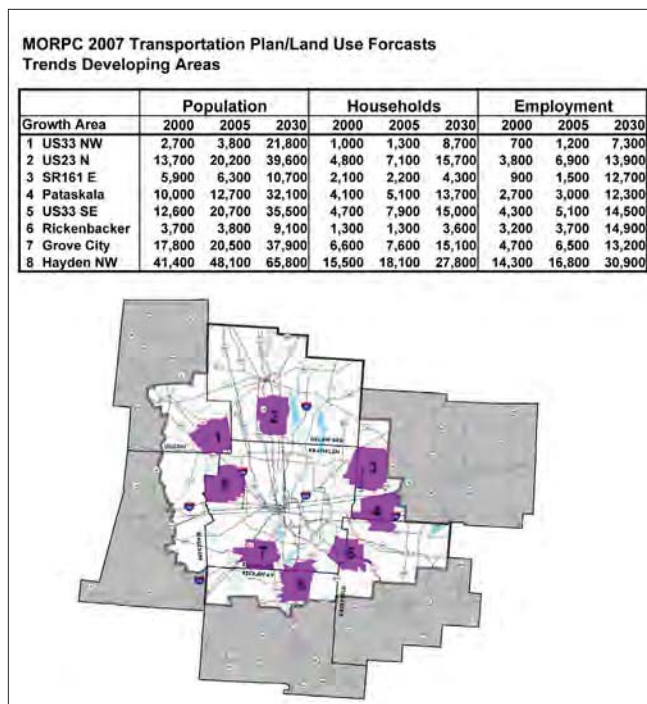 MORPC 2007 Transportation Plan/Land Use Forcasts
Trends Developing Areas
Population Households Employment
Growth Area 2000 2005 2030 2000 2005 2030 2000 2005 2030
1 US33 NW 2,700 3,800 21,800 1,000 1,300 8,700 700 1,200 7,300
2 US23 N 13,700 20,200 39,600 4,800 7,100 15,700 3,800 6,900 13,900
3 SR161 E 5,900 6,300 10,700 2,100 2,200 4,300 900 1,500 12,700
4 Pataskala 10,000 12,700 32,100 4,100 5,100 13,700 2,700 3,000 12,300
5 US33 SE 12,600 20,700 35,500 4,700 7,900 15,000 4,300 5,100 14,500
6 Rickenbacker 3,700 3,800 9,100 1,300 1,300 3,600 3,200 3,700 14,900
7 Grove City 17,800 20,500 37,900 6,600 7,600 15,100 4,700 6,500 13,200
8 Hayden NW 41,400 48,100 65,800 15,500 18,100 27,800 14,300 16,800 30,900
2
1
DELAWARE
FRANKLIN
3
4
7